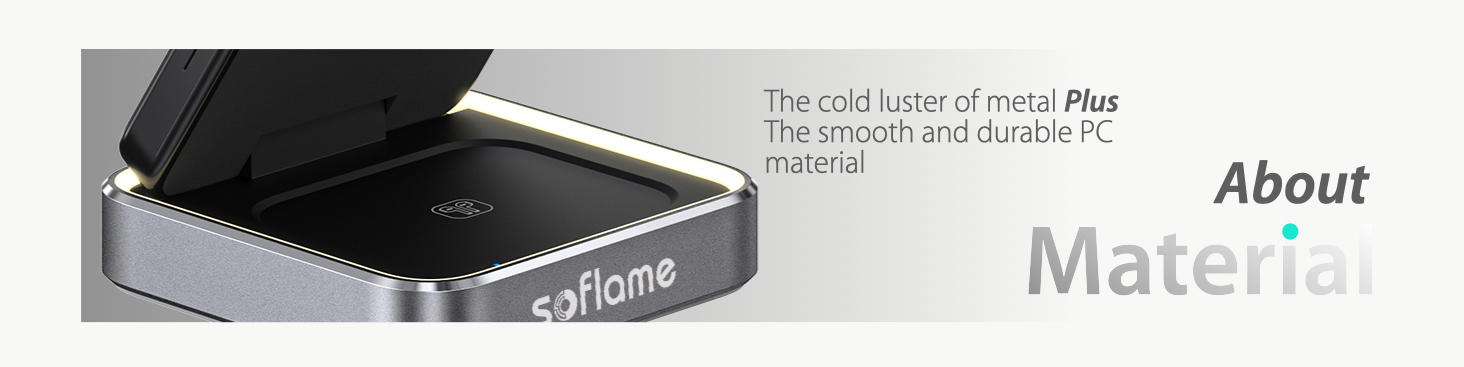 The cold luster of metal Plus
The smooth and durable PC
material
About
Material
soflame